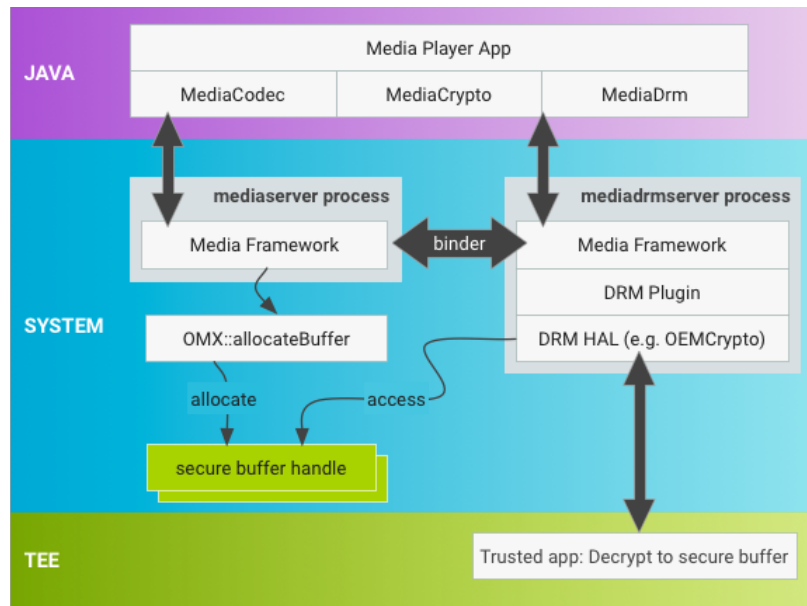 JAVA
Media Player App
MediaCodec
MediaCrypto
MediaDrm
SYSTEM
mediaserver process
Media Framework
binder
mediadrmserver process
Media Framework
DRM Plugin
DRM HAL (e.g. OEMCrypto)
OMX::allocateBuffer
allocate
access
secure buffer handle
TEE
Trusted app: Decrypt to secure buffer